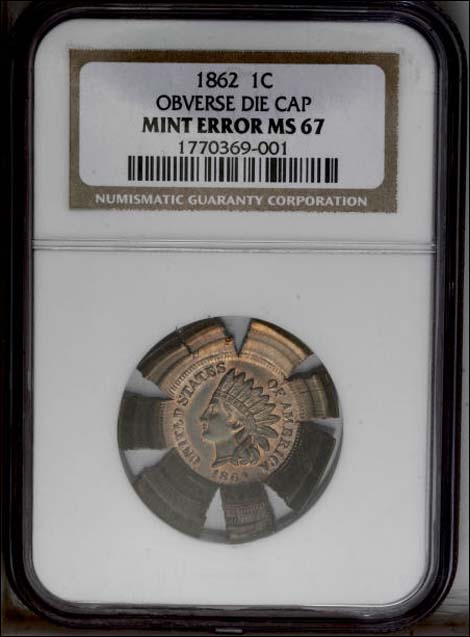 1862 1C
OBVERSE DIE CAP
MINT ERROR MS 67
1770369-001
NUMISMATIC GUARANTY CORPORATION
UNITED STATES
OF AMERICA